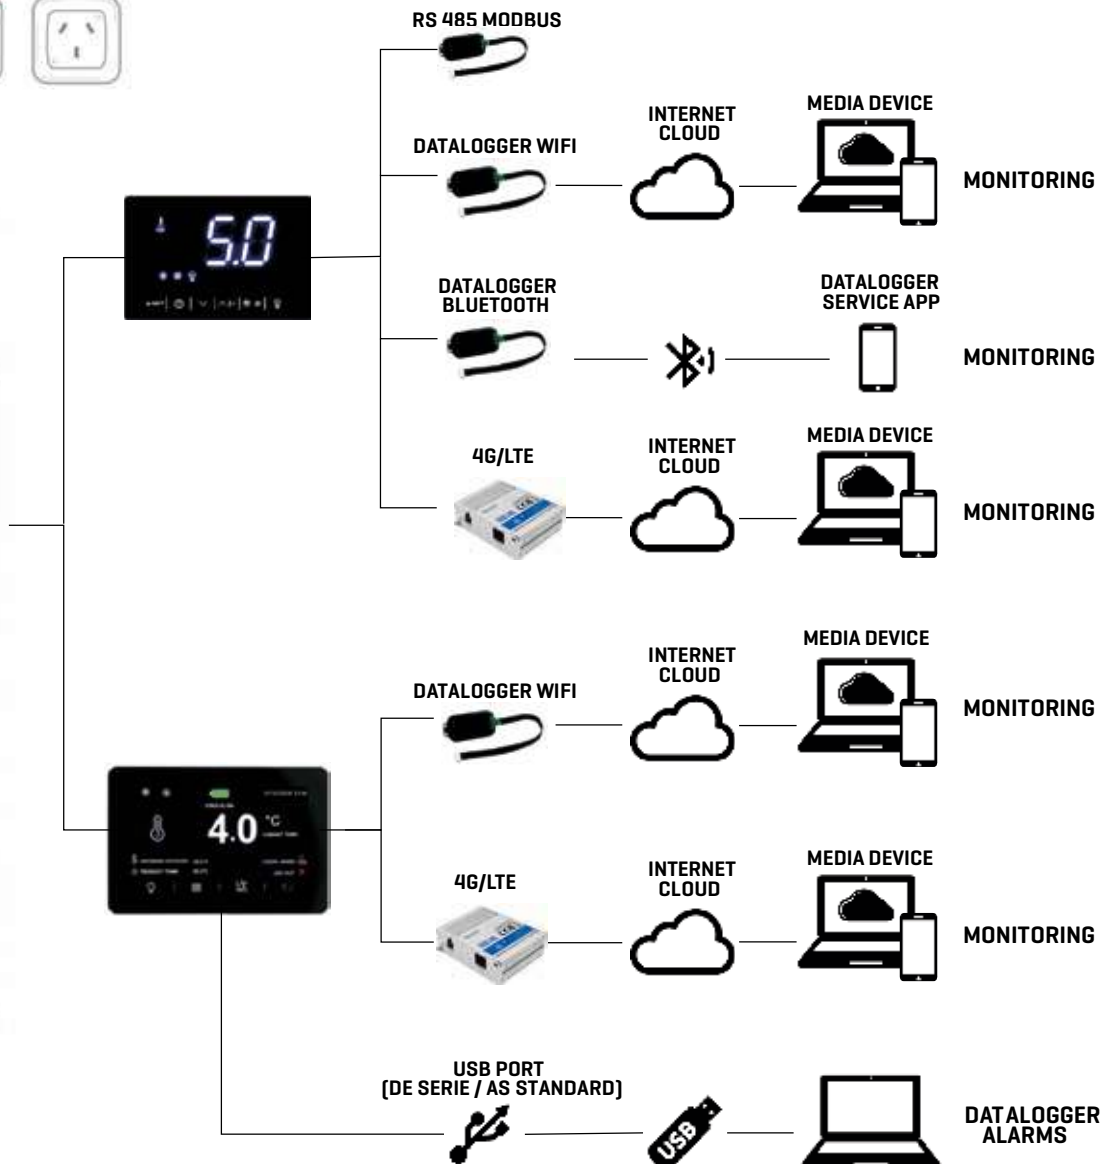 RS 485 MODBUS
INTERNET
CLOUD
MEDIA DEVICE
DATALOGGER WIFI
MONITORING
5.0
DATALOGGER
BLUETOOTH
DATALOGGER
SERVICE APP
MONITORING
4G/LTE
INTERNET
CLOUD
MEDIA DEVICE
MONITORING
DATALOGGER WIFI
INTERNET
CLOUD
MEDIA DEVICE
MONITORING
4.0 °C
4G/LTE
INTERNET
CLOUD
MEDIA DEVICE
MONITORING
USB PORT
(DE SERIE / AS STANDARD)
USB
DATALOGGER
ALARMS